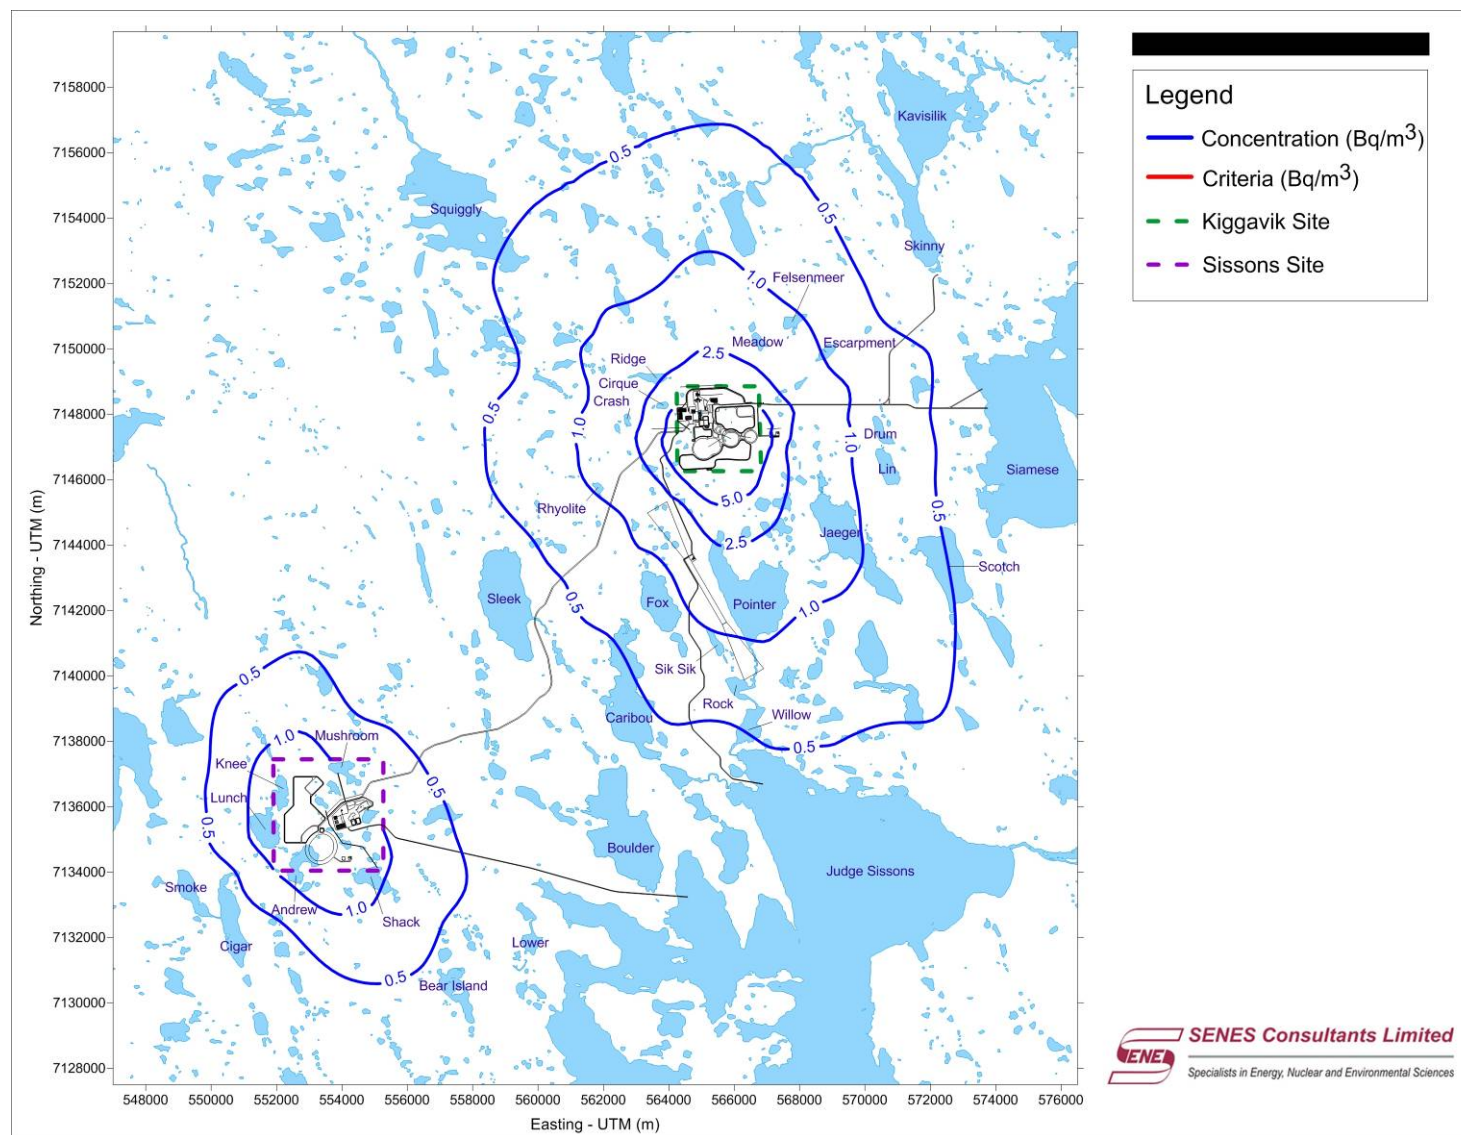 Legend
Concentration (Bq/m3)
Criteria (Bq/m3)
Kiggavik Site
Sissons Site
Northing - UTM (m)
7158000
7156000
7154000
7152000
7150000
7148000
7146000
7144000
7142000
7140000
7138000
7136000
7134000
7132000
7130000
7128000
Kavisilik
0.5
Squiggly
0.5
Skinny
1.0
Felsenmeer
Meadow
Escarpment
2.5
Ridge
Cirque
Crash
0.5
1.0
1.0
Drum
Lin
Siamese
5.0
Rhyolite
0.5
Jaeger
2.5
Scotch
Sleek
0.5
Fox
Pointer
1.0
Sik Sik
0.5
Rock
Willow
Caribou
0.5
1.0
Mushroom
Knee
0.5
Lunch
0.5
Boulder
Judge Sissons
Smoke
Andrew
1.0
Shack
Cigar
Lower
0.5
Bear Island
548000 550000 552000 554000 556000 558000 560000 562000 564000 566000 568000 570000 572000 574000 576000
Easting - UTM (m)
SENES
SENES Consultants Limited
Specialists in Energy, Nuclear and Environmental Sciences